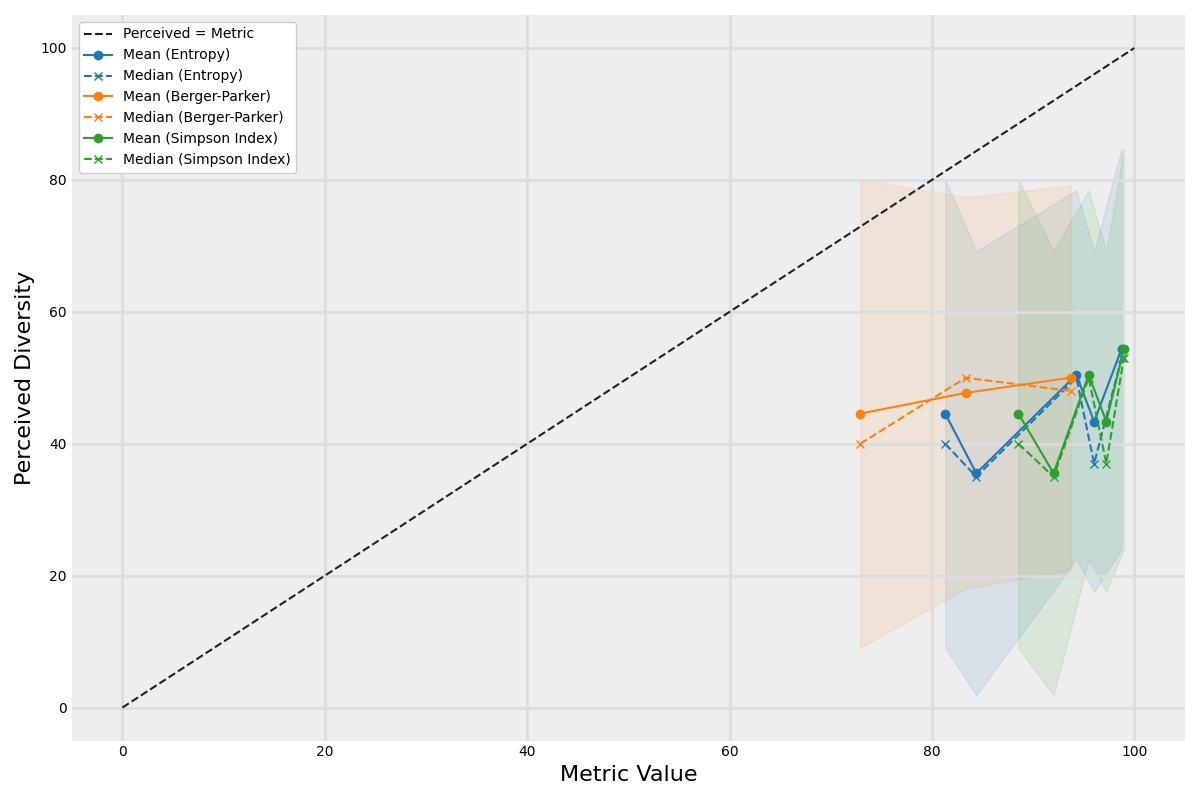 Perceived = Metric
Mean (Entropy)
Median (Entropy)
Mean (Berger-Parker)
Median (Berger-Parker)
Mean (Simpson Index)
Median (Simpson Index)
Perceived Diversity
100
80
60
40
20
0
0 20 40 60 80 100
Metric Value